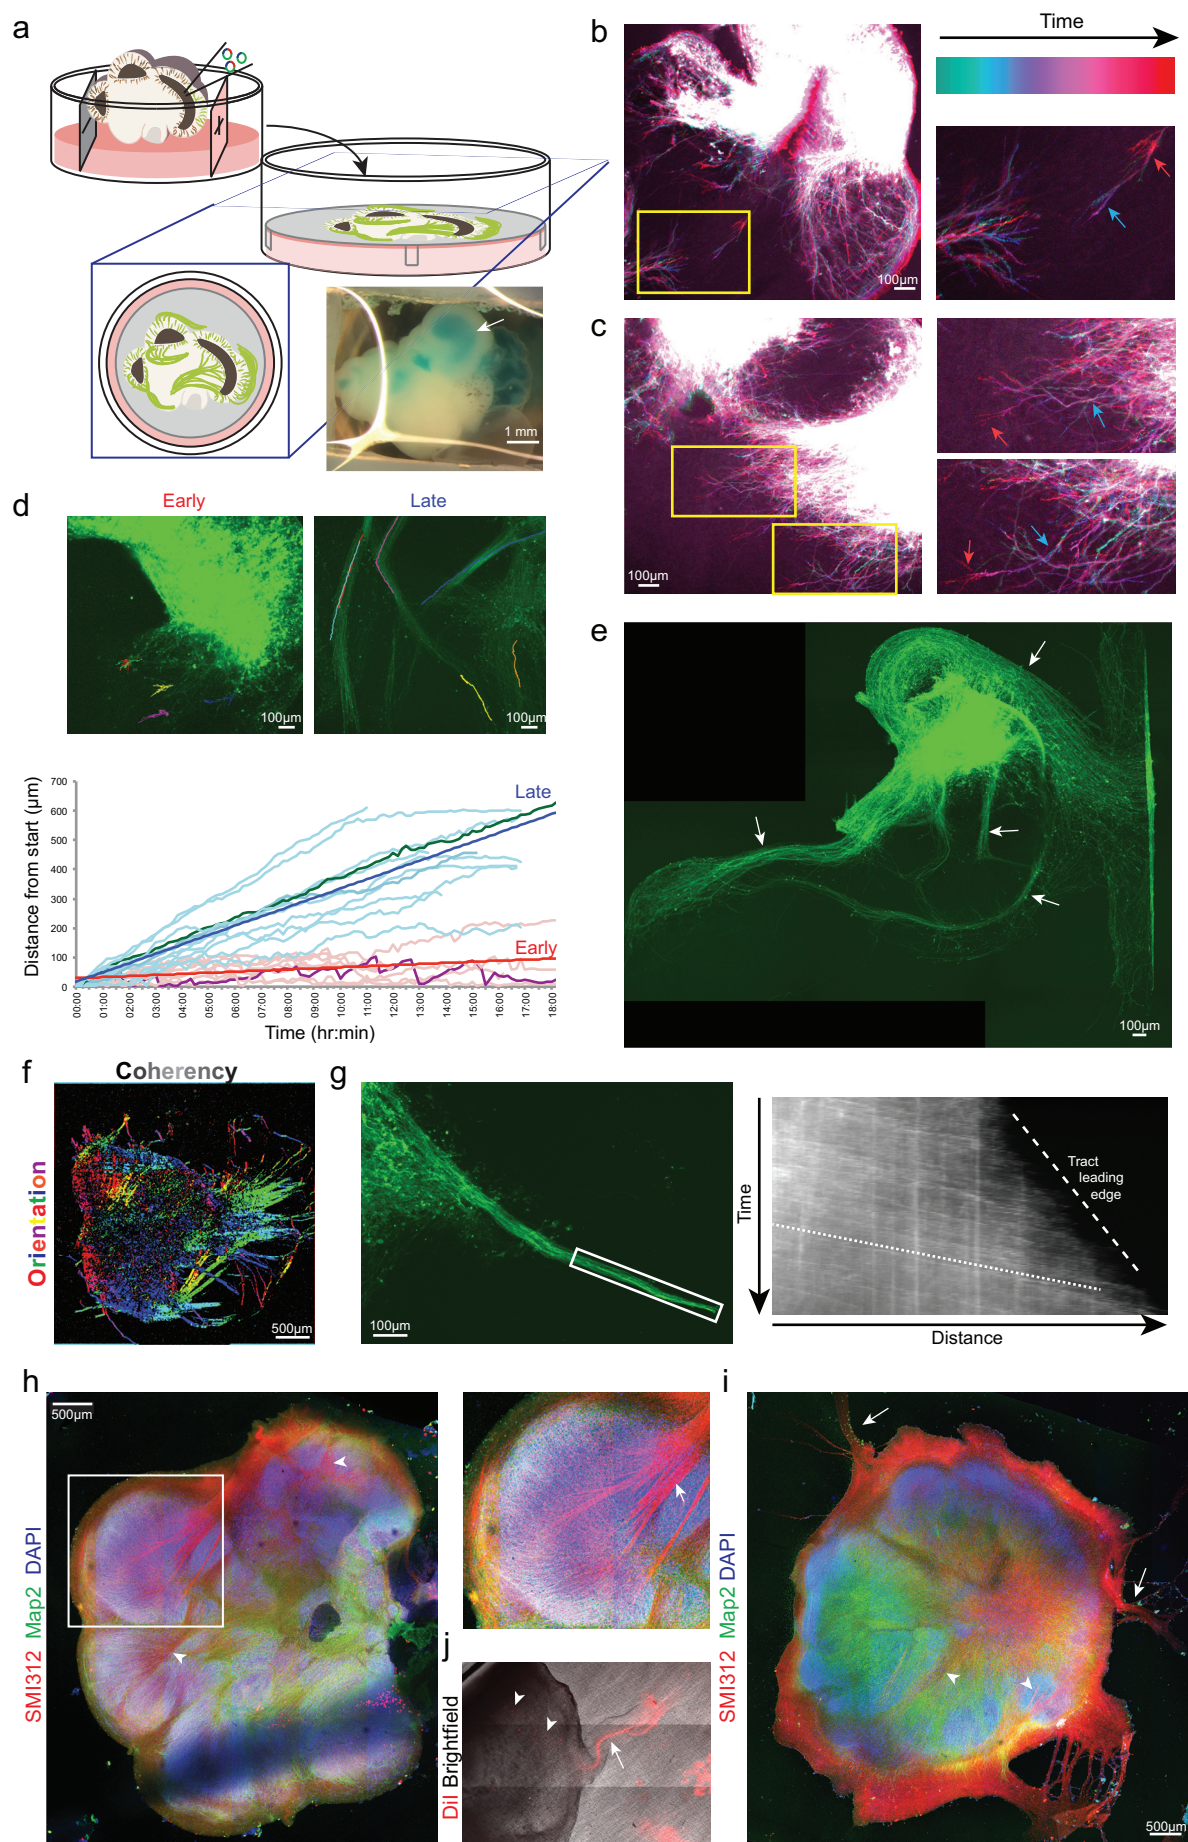 a
1 mm
b
Time
100µm
c
100µm
d
Early
Late
100µm
100µm
Distance from start (µm)
700
600
500
400
300
200
100
0
Late
Early
00:00
01:00
02:00
03:00
04:00
05:00
06:00
07:00
08:00
09:00
10:00
11:00
12:00
13:00
14:00
15:00
16:00
17:00
18:00
Time (hr:min)
e
100µm
f
Coherency
Orientation
500µm
g
100µm
Time
Tract
leading
edge
Distance
h
500µm
SMI312 Map2 DAPI
i
SMI312 Map2 DAPI
500µm
j
DiI Brightfield